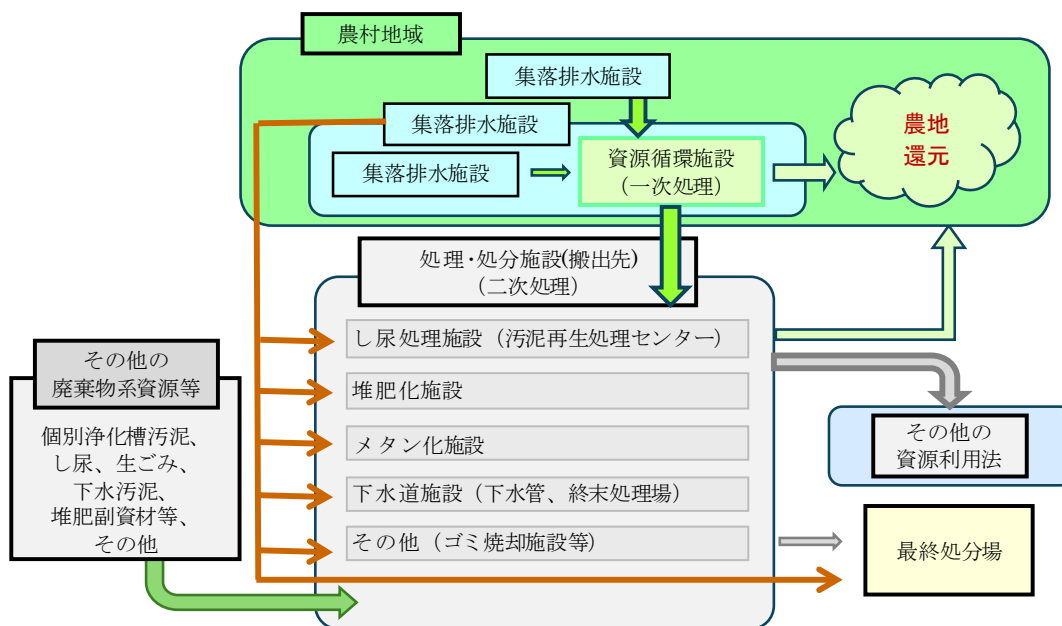 農村地域
集落排水施設
集落排水施設
集落排水施設
資源循環施設
（一次処理）
農地
還元
処理・処分施設(搬出先)
（二次処理）
し尿処理施設（汚泥再生処理センター）
堆肥化施設
メタン化施設
下水道施設（下水管、終末処理場）
その他（ゴミ焼却施設等）
その他の
廃棄物系資源等
個別浄化槽汚泥、
し尿、生ごみ、
下水汚泥、
堆肥副資材等、
その他
その他の
資源利用法
最終処分場